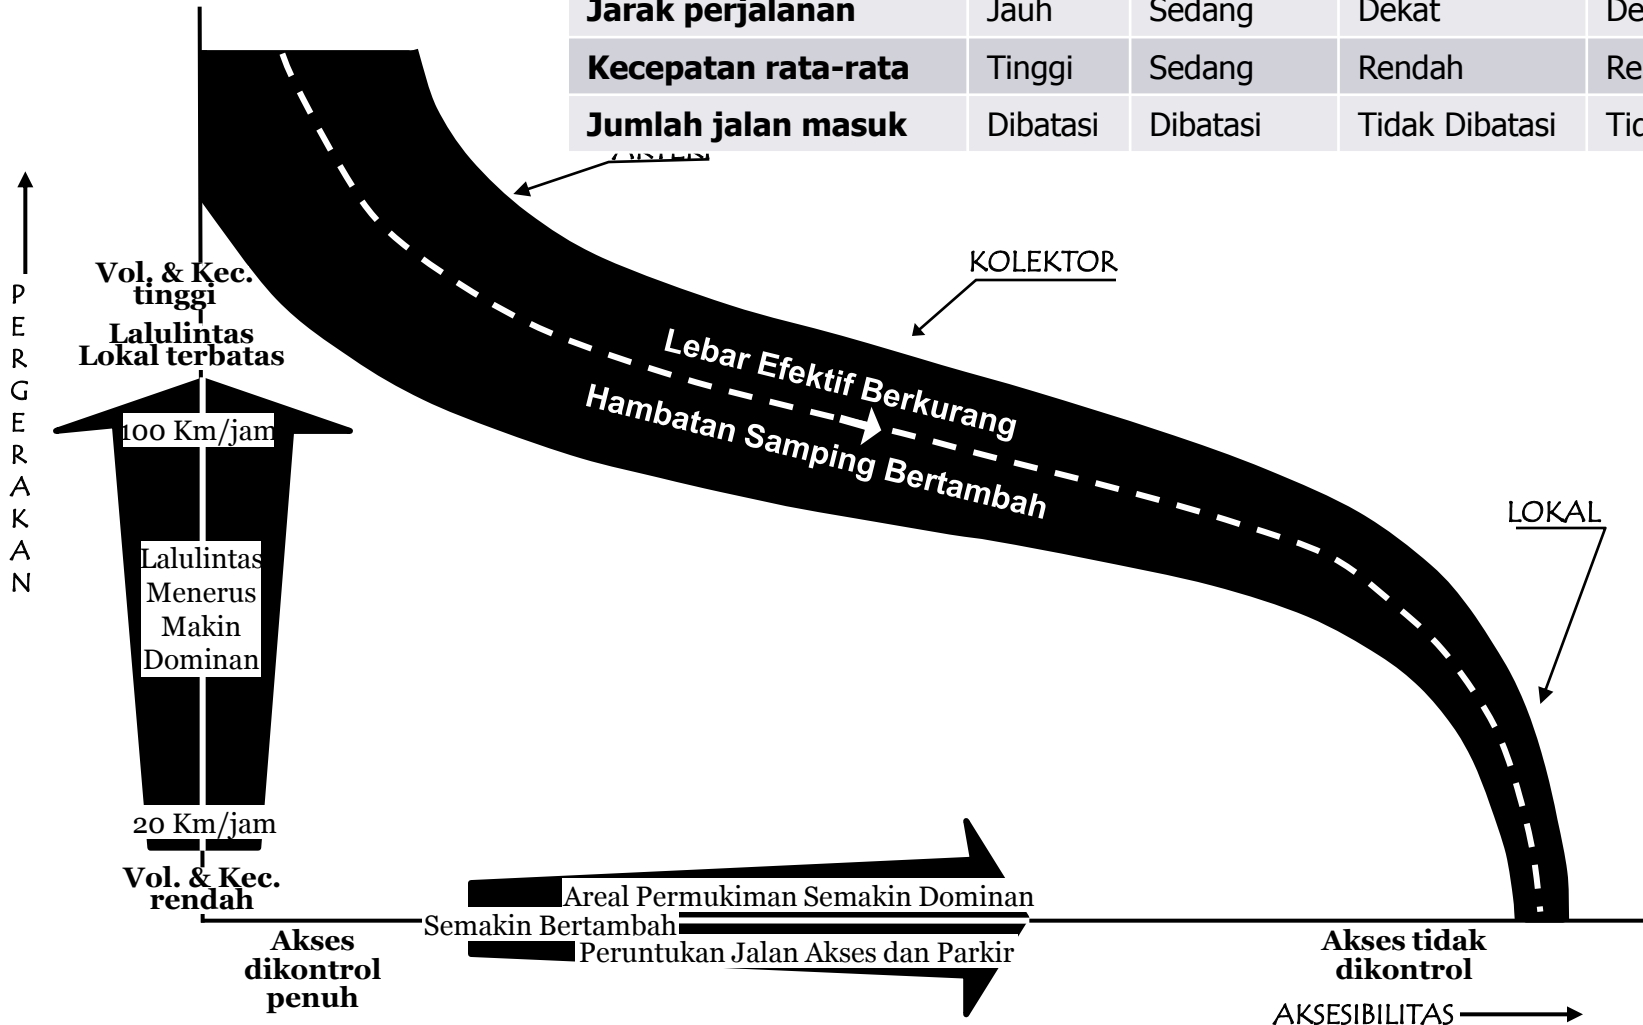 Jarak perjalanan Jauh Sedang Dekat
Kecepatan rata-rata Tinggi Sedang Rendah
Jumlah jalan masuk Dibatasi Dibatasi Tidak Dibatasi
KOLEKTOR
LOKAL
PERGERAKAN
Vol. & Kec.
tinggi
Lalulintas
Lokal terbatas
100 Km/jam
Lalulintas
Menerus
Makin
Dominan
20 Km/jam
Vol. & Kec.
rendah
Lebar Efektif Berkurang
Hambatan Samping Bertambah
Areal Permukiman Semakin Dominan
Semakin Bertambah
Peruntukan Jalan Akses dan Parkir
Akses
dikontrol
penuh
Akses tidak
dikontrol
AKSESIBILITAS